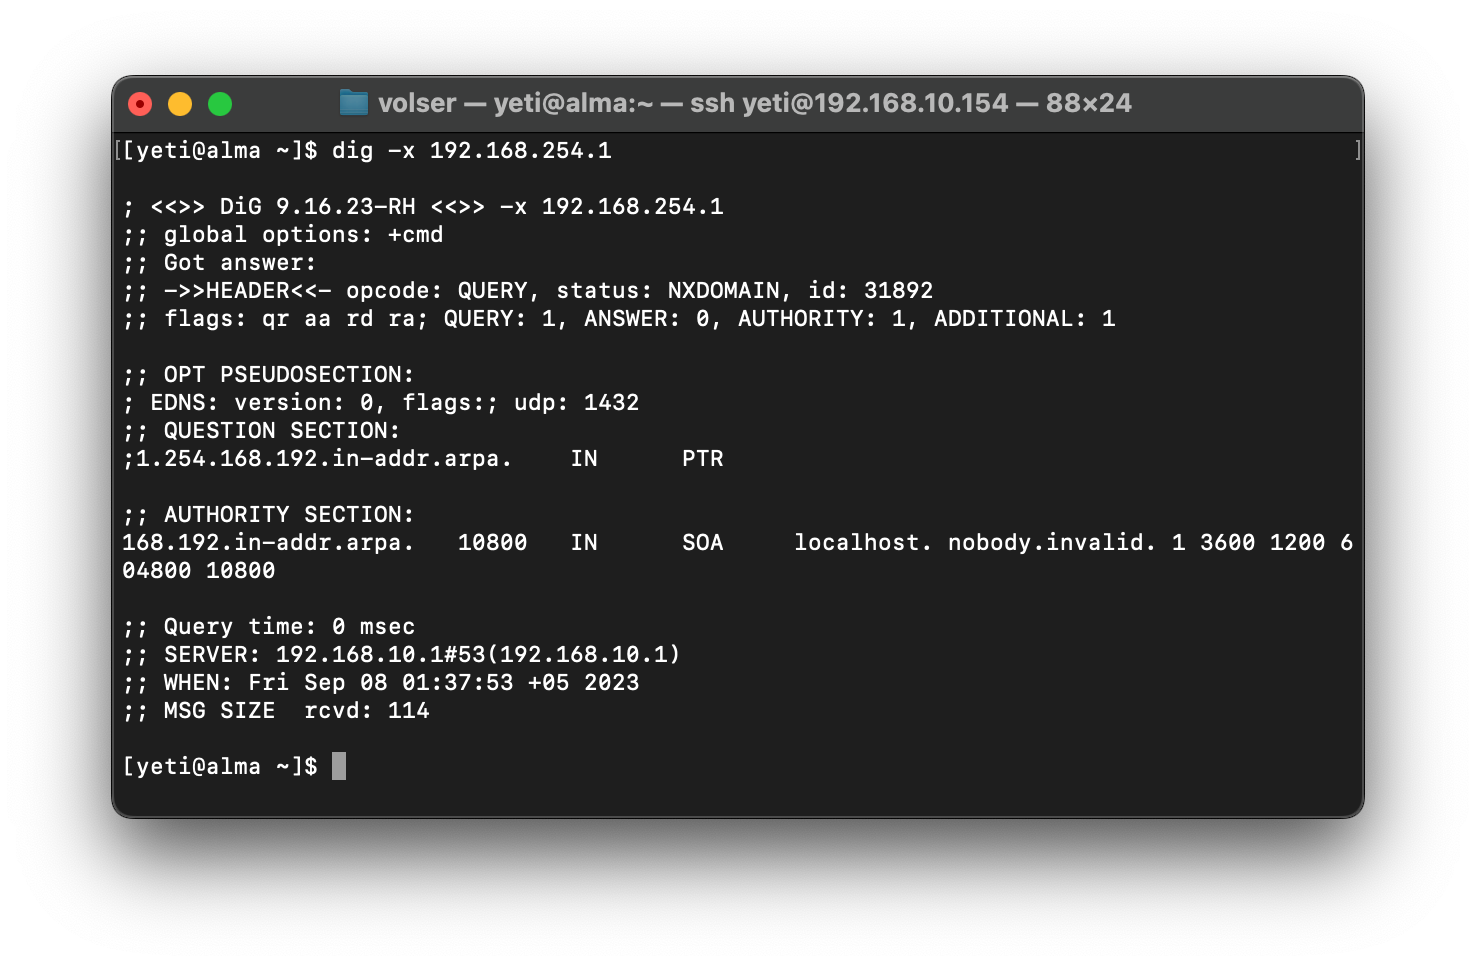 volser — yeti@alma:~ — ssh yeti@192.168.10.154 — 88×24
[[yeti@alma ~]$ dig -x 192.168.254.1 ]
; <<>> DiG 9.16.23-RH <<>> -x 192.168.254.1
;; global options: +cmd
;; Got answer:
;; ->>HEADER<<- opcode: QUERY, status: NXDOMAIN, id: 31892
;; flags: qr aa rd ra; QUERY: 1, ANSWER: 0, AUTHORITY: 1, ADDITIONAL: 1
;; OPT PSEUDOSECTION:
; EDNS: version: 0, flags:; udp: 1432
;; QUESTION SECTION:
;1.254.168.192.in-addr.arpa. IN PTR
;; AUTHORITY SECTION:
168.192.in-addr.arpa. 10800 IN SOA localhost. nobody.invalid. 1 3600 1200 6
04800 10800
;; Query time: 0 msec
;; SERVER: 192.168.10.1#53(192.168.10.1)
;; WHEN: Fri Sep 08 01:37:53 +05 2023
;; MSG SIZE  rcvd: 114
[yeti@alma ~]$